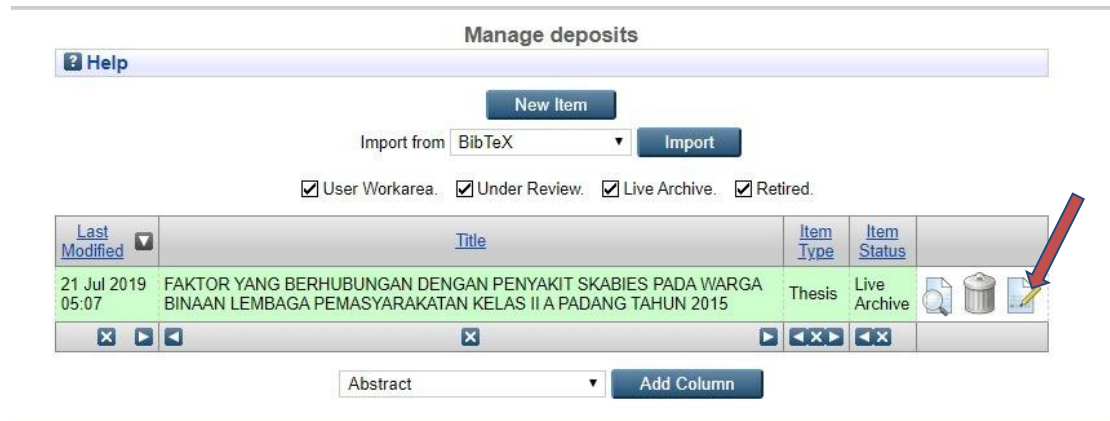 Manage deposits
? Help
New Item
Import from BibTeX Import
User Workarea. Under Review. Live Archive. Retired.
Last Modified Title Item Type Item Status
21 Jul 2019 05:07 FAKTOR YANG BERHUBUNGAN DENGAN PENYAKIT SKABIES PADA WARGA
BINAAN LEMBAGA PEMASYARAKATAN KELAS II A PADANG TAHUN 2015 Thesis Live Archive
Abstract Add Column